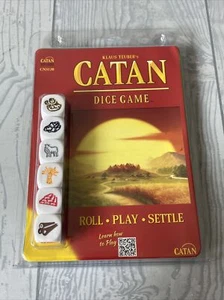 KLAUS TEUBER's
CATAN
DICE GAME
CATAN
ROLL • PLAY • SETTLE
Learn how
to Play
CATAN